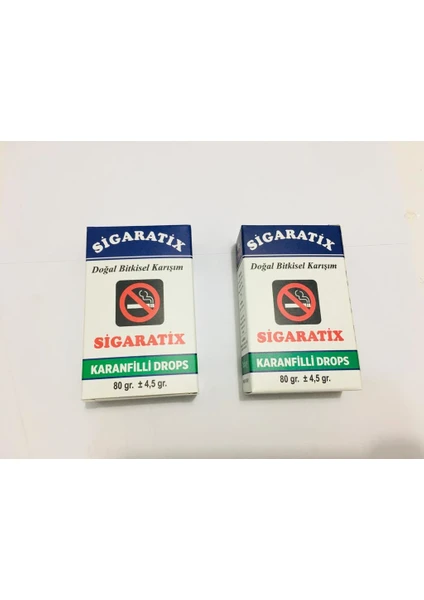 SİGARATİX
Doğal Bitkisel Karışım
SİGARATİX
KARANFİLLİ DROPS
80 gr. ± 4,5 gr.
SİGARATİX
Doğal Bitkisel Karışım
SİGARATİX
KARANFİLLİ DROPS
80 gr. ± 4,5 gr.